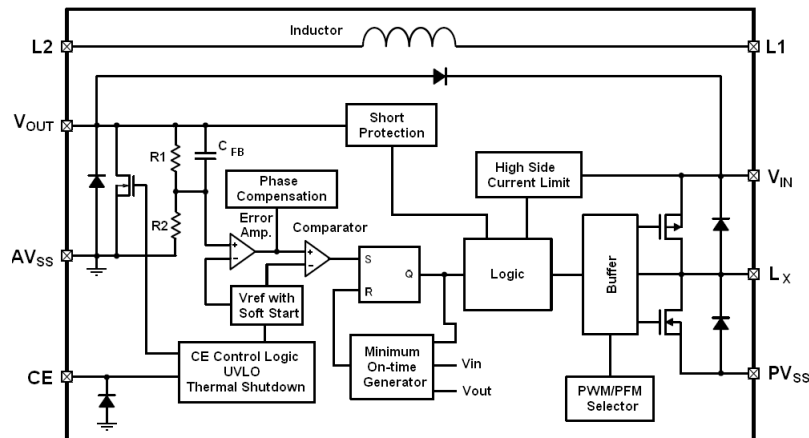 Inductor
L2
L1
VOUT
Short
Protection
R1
CFB
High Side
Current Limit
VIN
Phase
Compensation
R2
Error
Amp.
Comparator
+
−
+
−
S
Q
R
Logic
Buffer
AVSS
LX
Vref with
Soft Start
CE Control Logic
UVLO
Thermal Shutdown
Minimum
On-time
Generator
Vin
Vout
CE
PWM/PFM
Selector
PVSS